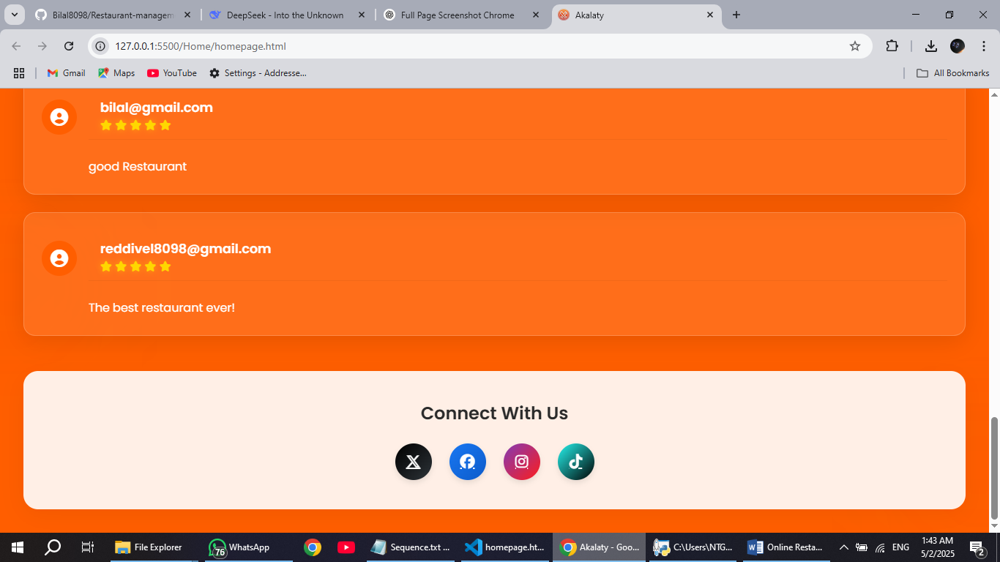 Bilal8098/Restaurant-managem
DeepSeek - Into the Unknown
Full Page Screenshot Chrome
Akalaty
127.0.0.1:5500/Home/homepage.html
Gmail
Maps
YouTube
Settings - Addresse...
All Bookmarks
bilal@gmail.com
good Restaurant
reddivel8098@gmail.com
The best restaurant ever!
Connect With Us
File Explorer
76
WhatsApp
Sequence.txt ...
homepage.ht...
Akalaty - Goo...
C:\Users\NTG...
Online Resta...
ENG
1:43 AM
5/2/2025
2